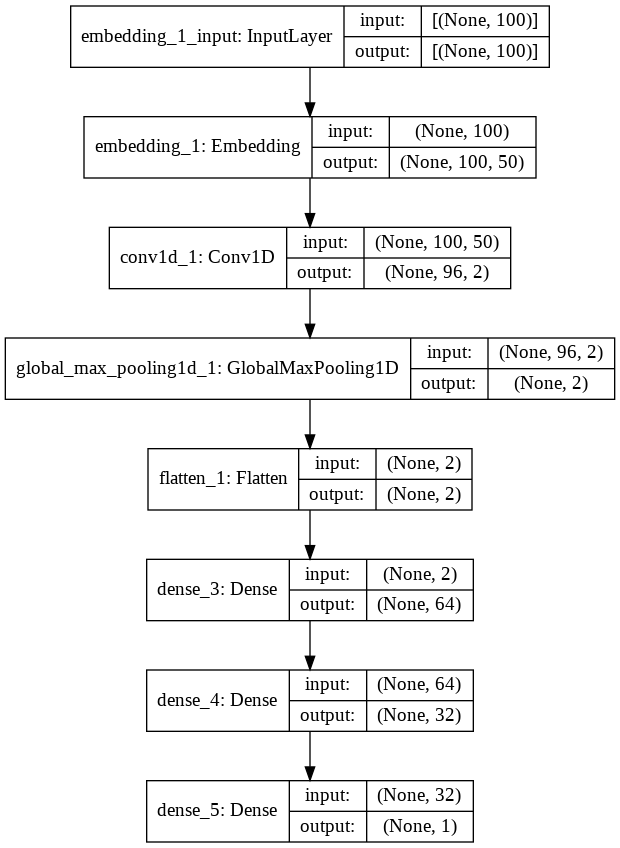 embedding_1_input: InputLayer
input: [(None, 100)]
output: [(None, 100)]
embedding_1: Embedding
input: (None, 100)
output: (None, 100, 50)
conv1d_1: Conv1D
input: (None, 100, 50)
output: (None, 96, 2)
global_max_pooling1d_1: GlobalMaxPooling1D
input: (None, 96, 2)
output: (None, 2)
flatten_1: Flatten
input: (None, 2)
output: (None, 2)
dense_3: Dense
input: (None, 2)
output: (None, 64)
dense_4: Dense
input: (None, 64)
output: (None, 32)
dense_5: Dense
input: (None, 32)
output: (None, 1)